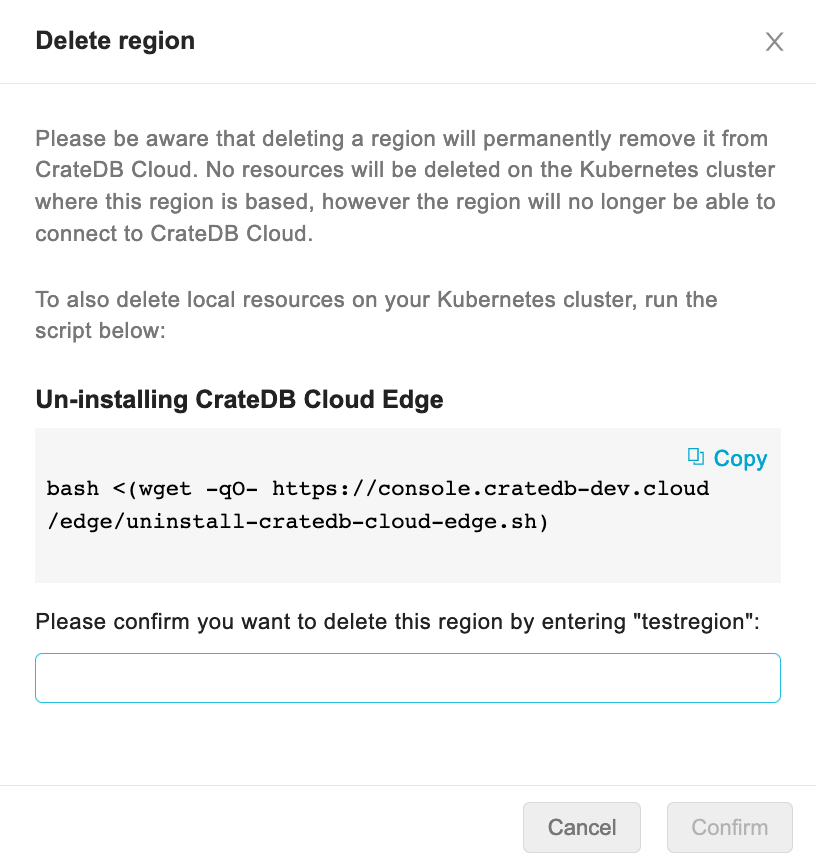 Delete region
Please be aware that deleting a region will permanently remove it from
CrateDB Cloud. No resources will be deleted on the Kubernetes cluster
where this region is based, however the region will no longer be able to
connect to CrateDB Cloud.
To also delete local resources on your Kubernetes cluster, run the
script below:
Un-installing CrateDB Cloud Edge
Copy
bash <(wget -qO- https://console.cratedb-dev.cloud
/edge/uninstall-cratedb-cloud-edge.sh)
Please confirm you want to delete this region by entering "testregion":
Cancel
Confirm